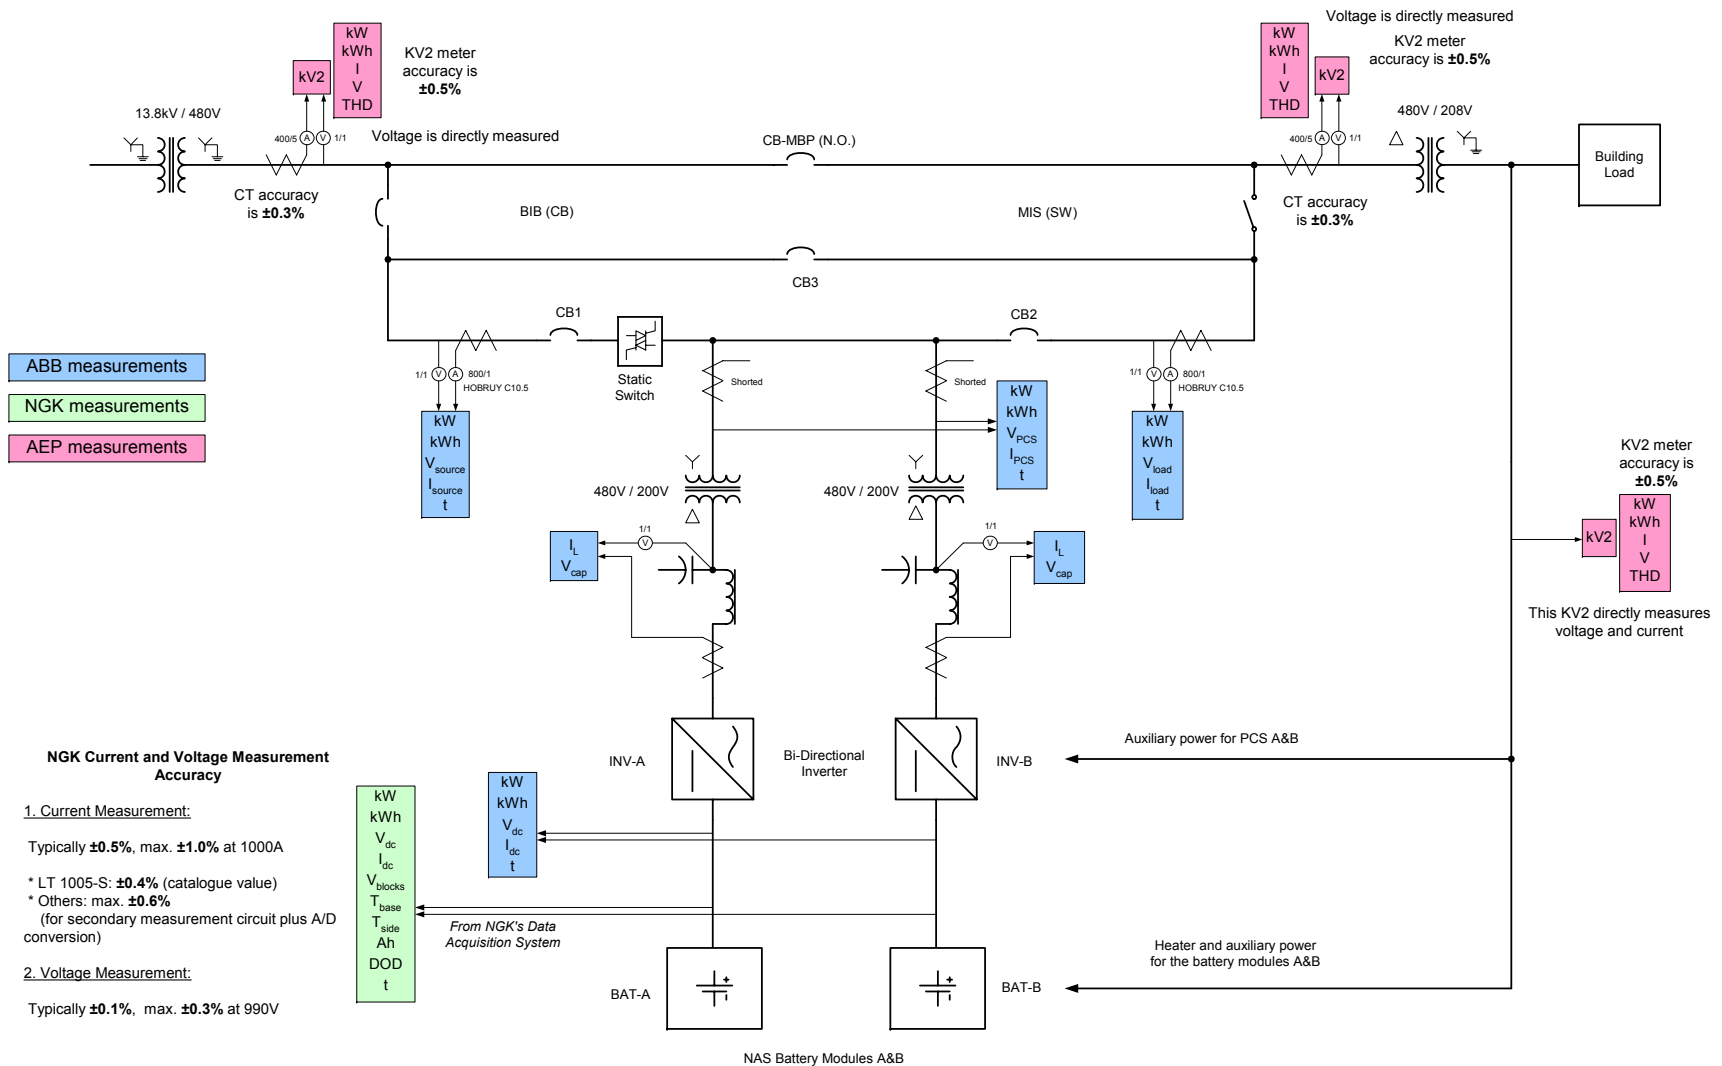 kW
kWh
I
V
THD
kV2
KV2 meter
accuracy is
±0.5%
Voltage is directly measured
KV2 meter
accuracy is ±0.5%
kW
kWh
I
V
THD
kV2
13.8kV / 480V
400/5
A
V
1/1
Voltage is directly measured
CT accuracy
is ±0.3%
CB-MBP (N.O.)
400/5
A
V
1/1
480V / 208V
CT accuracy
is ±0.3%
Building
Load
BIB (CB)
MIS (SW)
CB3
CB1
CB2
Static
Switch
ABB measurements
NGK measurements
AEP measurements
1/1
V
A
800/1
HOBRUY C10.5
kW
kWh
Vsource
Isource
t
Shorted
Shorted
kW
kWh
VPCS
IPCS
t
1/1
V
A
800/1
HOBRUY C10.5
kW
kWh
Vload
Iload
t
480V / 200V
480V / 200V
1/1
V
IL
Vcap
1/1
V
IL
Vcap
KV2 meter
accuracy is
±0.5%
kV2
kW
kWh
I
V
THD
This KV2 directly measures
voltage and current
INV-A
Bi-Directional
Inverter
INV-B
Auxiliary power for PCS A&B
NGK Current and Voltage Measurement
Accuracy
1. Current Measurement:
Typically ±0.5%, max. ±1.0% at 1000A
* LT 1005-S: ±0.4% (catalogue value)
* Others: max. ±0.6%
(for secondary measurement circuit plus A/D
conversion)
2. Voltage Measurement:
Typically ±0.1%, max. ±0.3% at 990V
kW
kWh
Vdc
Idc
Vblocks
Tbase
Tside
Ah
DOD
t
kW
kWh
Vdc
Idc
t
From NGK's Data
Acquisition System
Heater and auxiliary power
for the battery modules A&B
BAT-A
BAT-B
NAS Battery Modules A&B